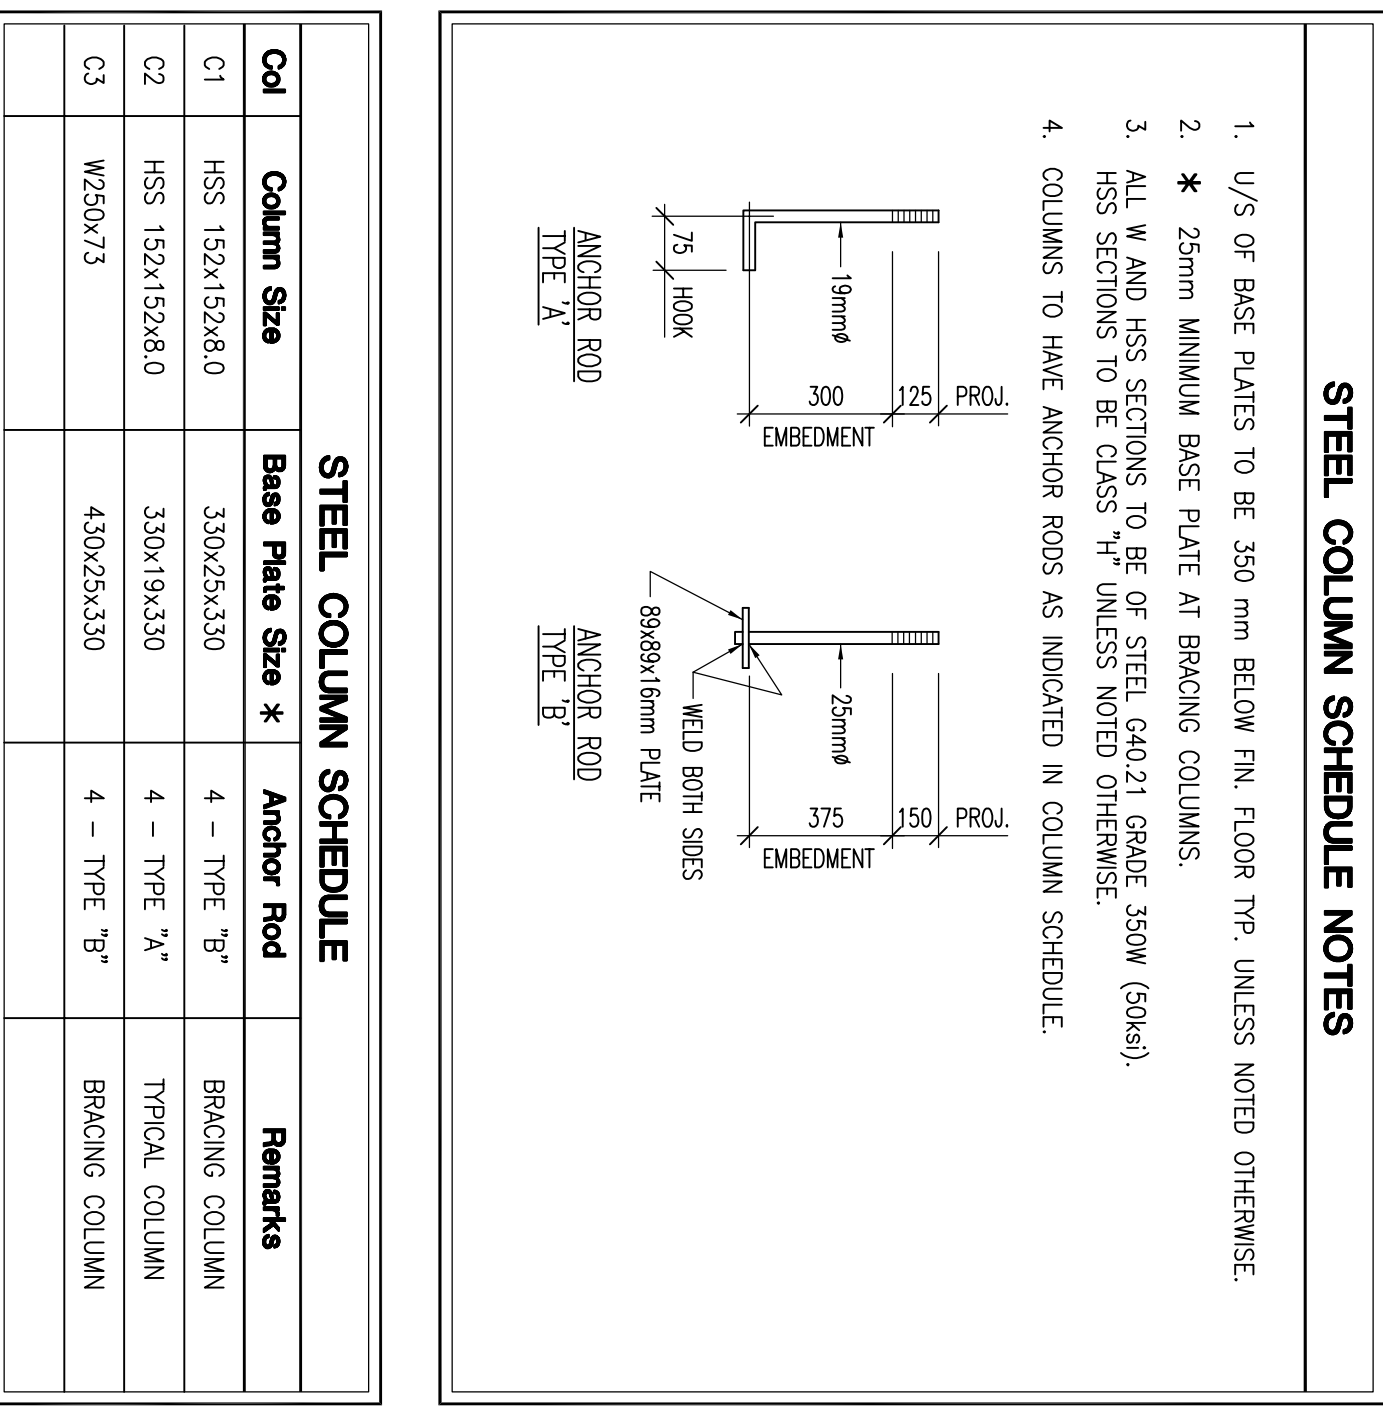 STEEL COLUMN SCHEDULE NOTES
1. U/S OF BASE PLATES TO BE 350 mm BELOW FIN. FLOOR TYP. UNLESS NOTED OTHERWISE.
2. * 25mm MINIMUM BASE PLATE AT BRACING COLUMNS.
3. ALL W AND HSS SECTIONS TO BE OF STEEL G40.21 GRADE 350W (50ksi).
HSS SECTIONS TO BE CLASS "H" UNLESS NOTED OTHERWISE.
4. COLUMNS TO HAVE ANCHOR RODS AS INDICATED IN COLUMN SCHEDULE.
125 PROJ.
300
EMBEDMENT
19mmø
75 HOOK
ANCHOR ROD
TYPE 'A'
150 PROJ.
375
EMBEDMENT
25mmø
WELD BOTH SIDES
89x89x16mm PLATE
ANCHOR ROD
TYPE 'B'
STEEL COLUMN SCHEDULE
Col Column Size Base Plate Size * Anchor Rod Remarks
C1 HSS 152x152x8.0 330x25x330 4 - TYPE "B" BRACING COLUMN
C2 HSS 152x152x8.0 330x19x330 4 - TYPE "A" TYPICAL COLUMN
C3 W250x73 430x25x330 4 - TYPE "B" BRACING COLUMN